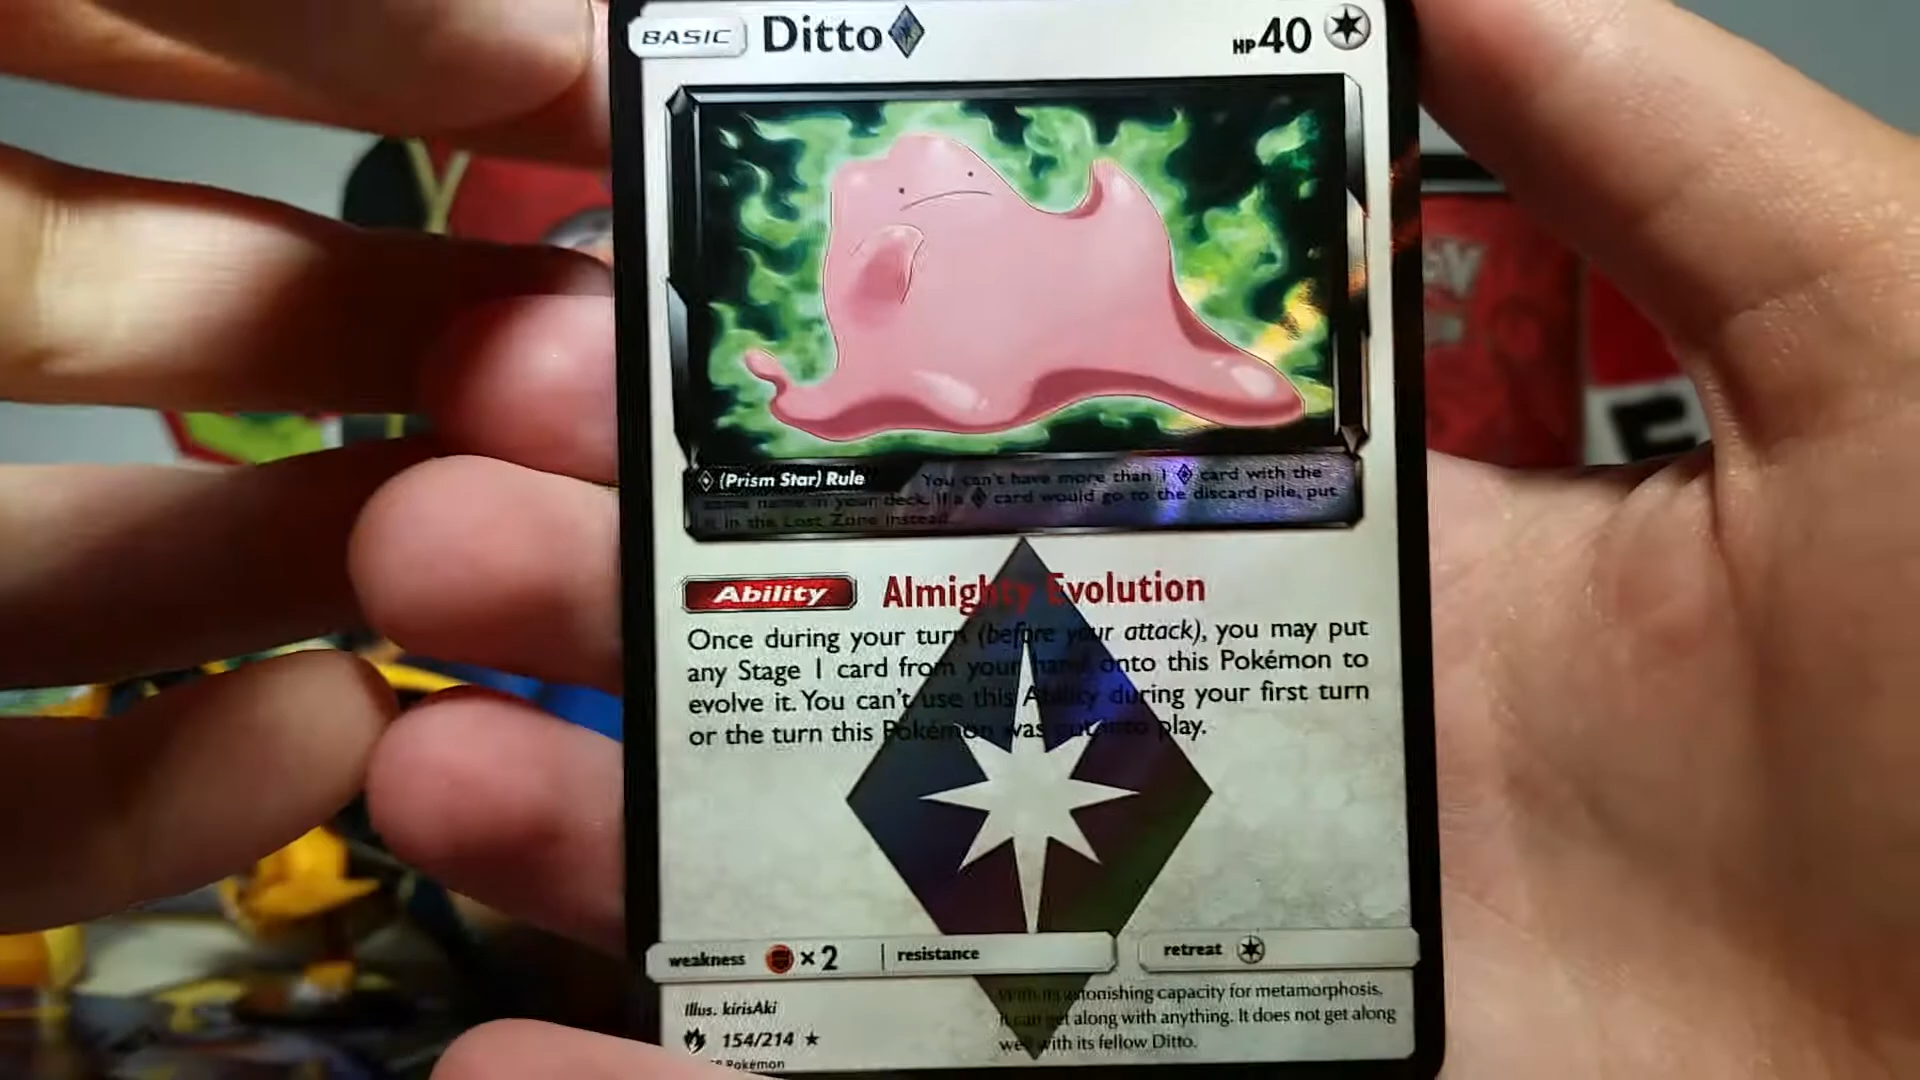 BASIC Ditto HP 40
(Prism Star) Rule You can't have more than 1 card with the
same name in your deck. If a card would go to the discard pile, put
it in the Lost Zone instead.
Ability Almighty Evolution
Once during your turn (before your attack), you may put
any Stage 1 card from your hand onto this Pokémon to
evolve it. You can't use this Ability during your first turn
or the turn this Pokémon was put into play.
weakness ×2 resistance retreat
Illus. kirisAki
154/214
Pokémon
With its astonishing capacity for metamorphosis,
it can get along with anything. It does not get along
well with its fellow Ditto.